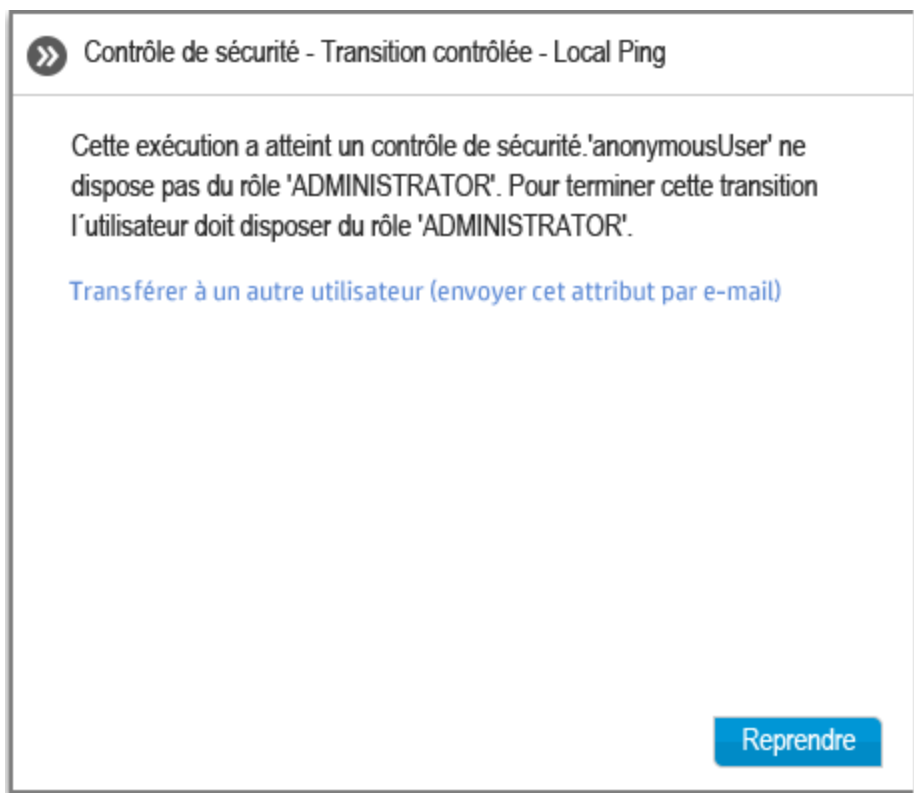 Contrôle de sécurité - Transition contrôlée - Local Ping
Cette exécution a atteint un contrôle de sécurité.'anonymousUser' ne
dispose pas du rôle 'ADMINISTRATOR'. Pour terminer cette transition
l´utilisateur doit disposer du rôle 'ADMINISTRATOR'.
Transférer à un autre utilisateur (envoyer cet attribut par e-mail)
Reprendre